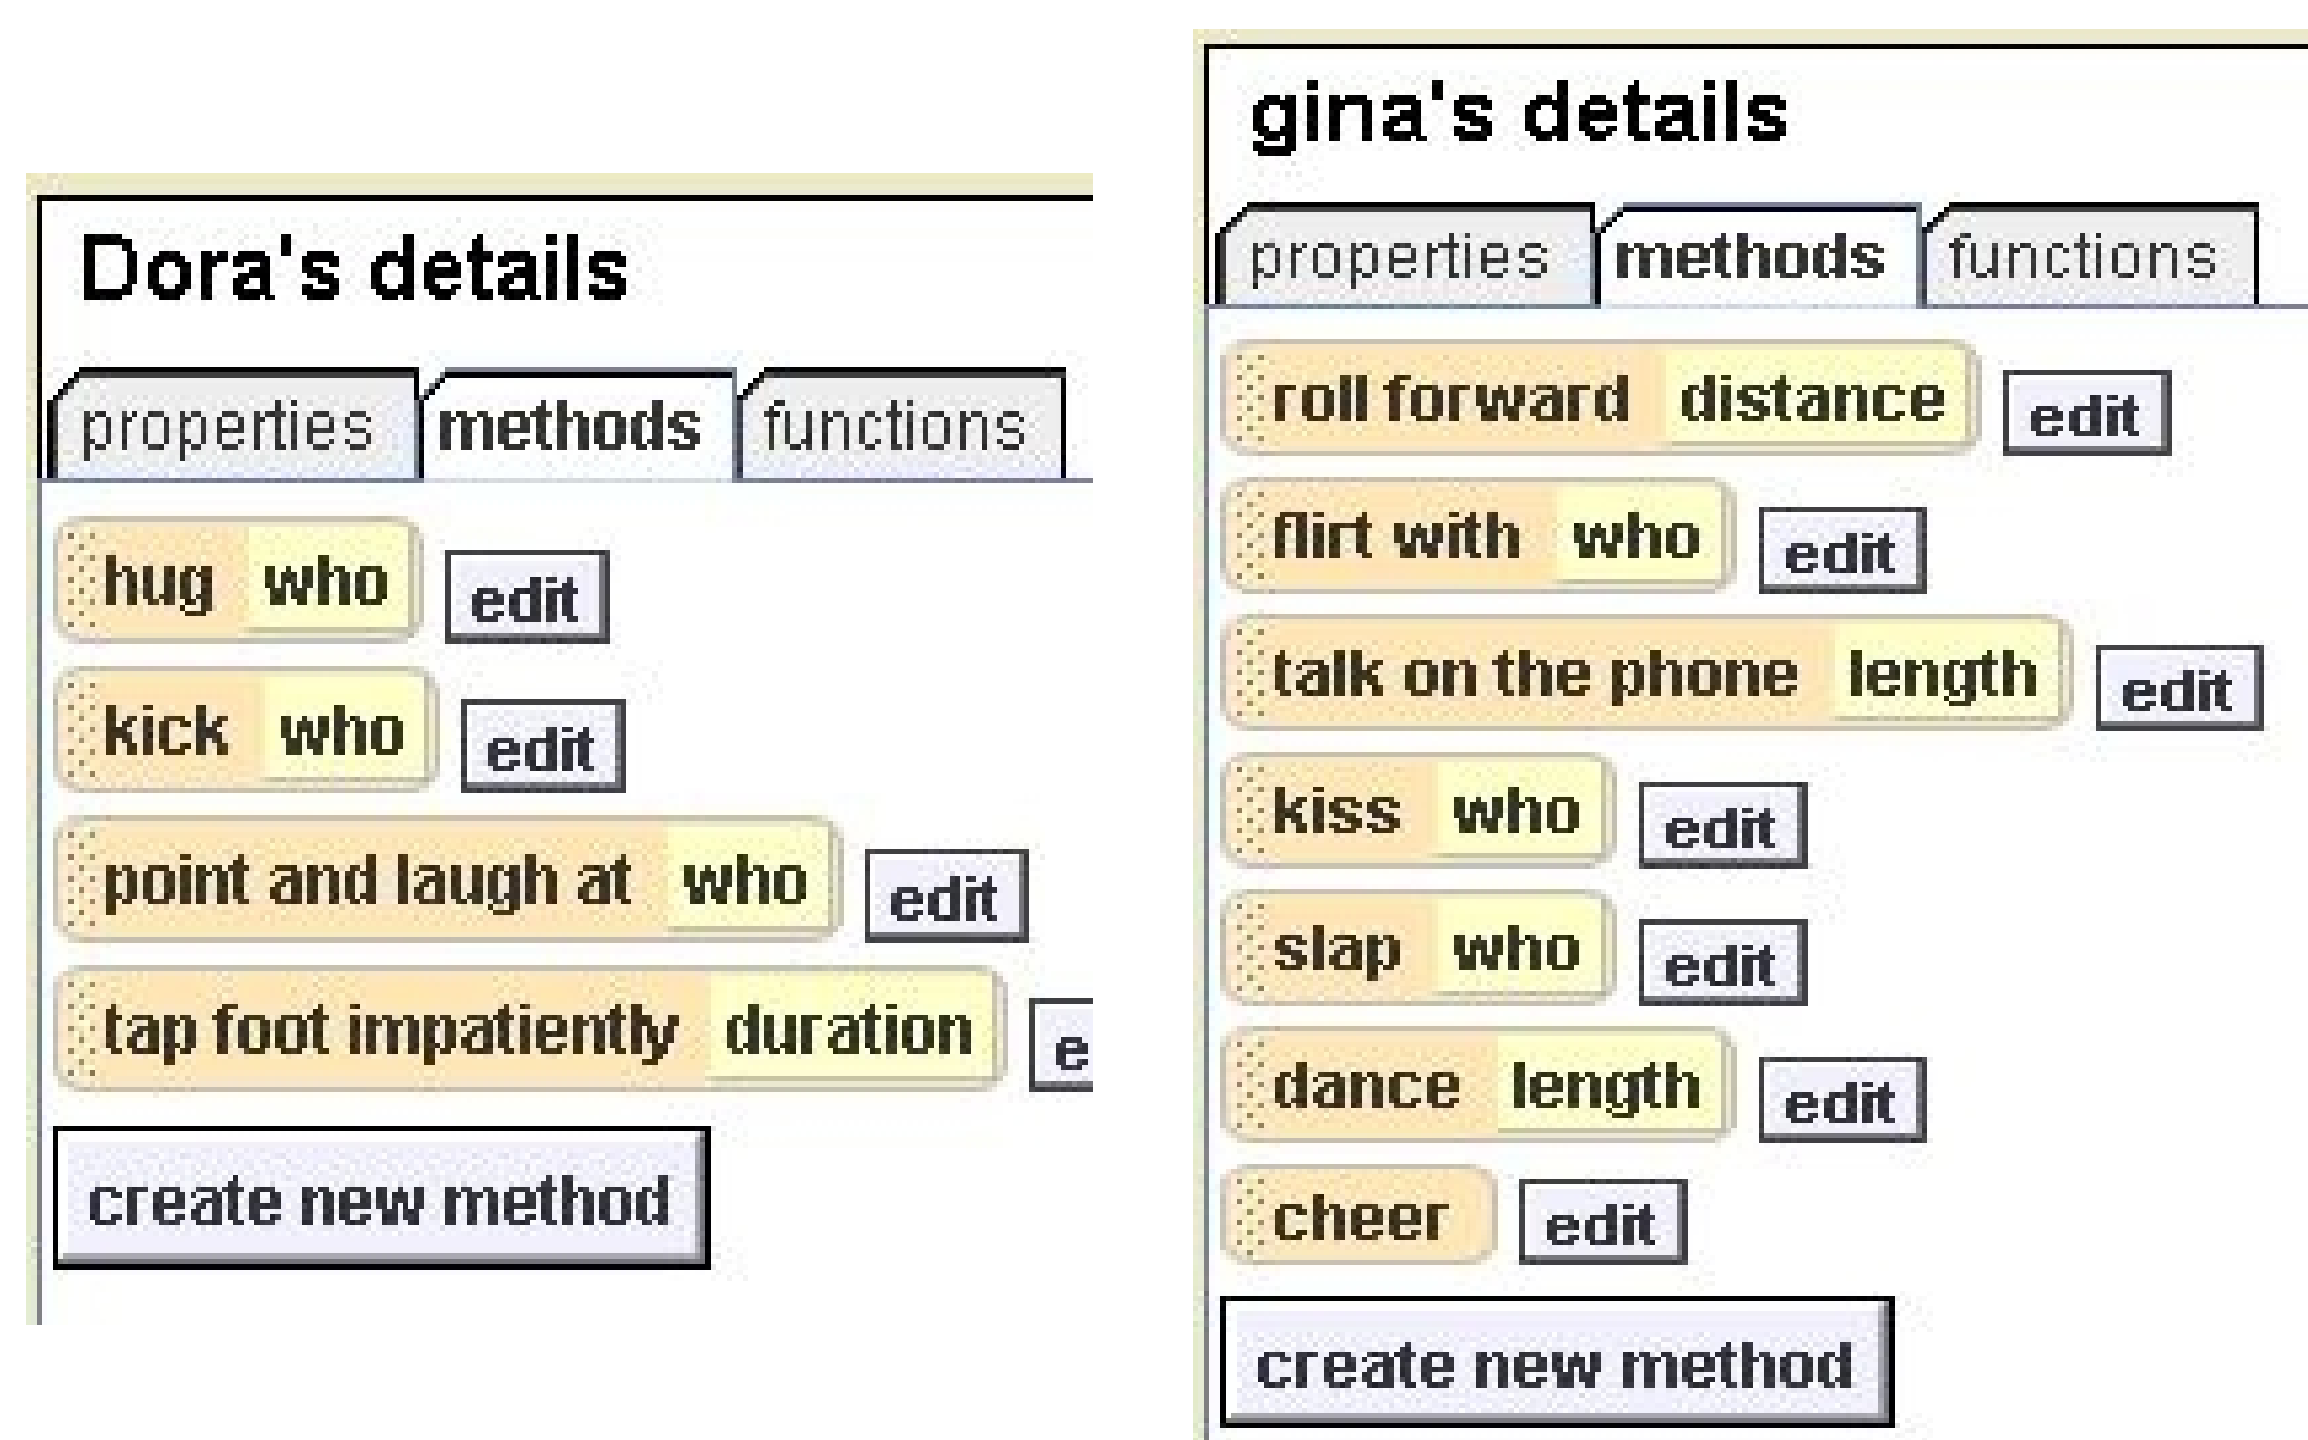 Dora's details
properties methods functions
hug who edit
kick who edit
point and laugh at who edit
tap foot impatiently duration e
create new method
gina's details
properties methods functions
roll forward distance edit
flirt with who edit
talk on the phone length edit
kiss who edit
slap who edit
dance length edit
cheer edit
create new method